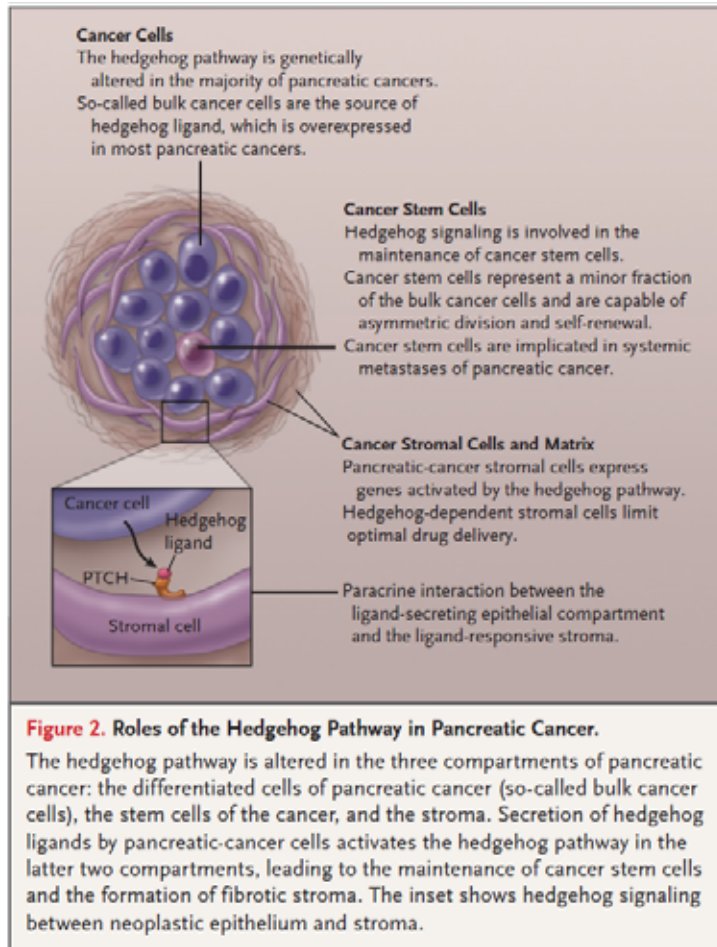 Cancer Cells
The hedgehog pathway is genetically
altered in the majority of pancreatic cancers.
So-called bulk cancer cells are the source of
hedgehog ligand, which is overexpressed
in most pancreatic cancers.
Cancer Stem Cells
Hedgehog signaling is involved in the
maintenance of cancer stem cells.
Cancer stem cells represent a minor fraction
of the bulk cancer cells and are capable of
asymmetric division and self-renewal.
Cancer stem cells are implicated in systemic
metastases of pancreatic cancer.
Cancer Stromal Cells and Matrix
Pancreatic-cancer stromal cells express
genes activated by the hedgehog pathway.
Hedgehog-dependent stromal cells limit
optimal drug delivery.
Cancer cell
Hedgehog
ligand
PTCH
Stromal cell
Paracrine interaction between the
ligand-secreting epithelial compartment
and the ligand-responsive stroma.
Figure 2. Roles of the Hedgehog Pathway in Pancreatic Cancer.
The hedgehog pathway is altered in the three compartments of pancreatic
cancer: the differentiated cells of pancreatic cancer (so-called bulk cancer
cells), the stem cells of the cancer, and the stroma. Secretion of hedgehog
ligands by pancreatic-cancer cells activates the hedgehog pathway in the
latter two compartments, leading to the maintenance of cancer stem cells
and the formation of fibrotic stroma. The inset shows hedgehog signaling
between neoplastic epithelium and stroma.